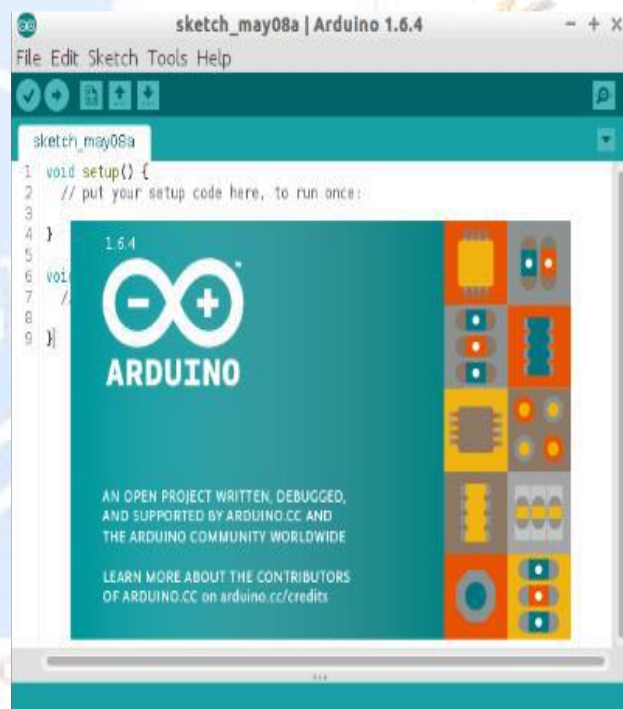 sketch_may08a | Arduino 1.6.4
File Edit Sketch Tools Help
sketch_may08a
1 void setup() {
2 // put your setup code here, to run once:
3
4 }
5
6 voi
7 /
8
9 }
1.6.4
ARDUINO
AN OPEN PROJECT WRITTEN, DEBUGGED,
AND SUPPORTED BY ARDUINO.CC AND
THE ARDUINO COMMUNITY WORLDWIDE
LEARN MORE ABOUT THE CONTRIBUTORS
OF ARDUINO.CC on arduino.cc/credits